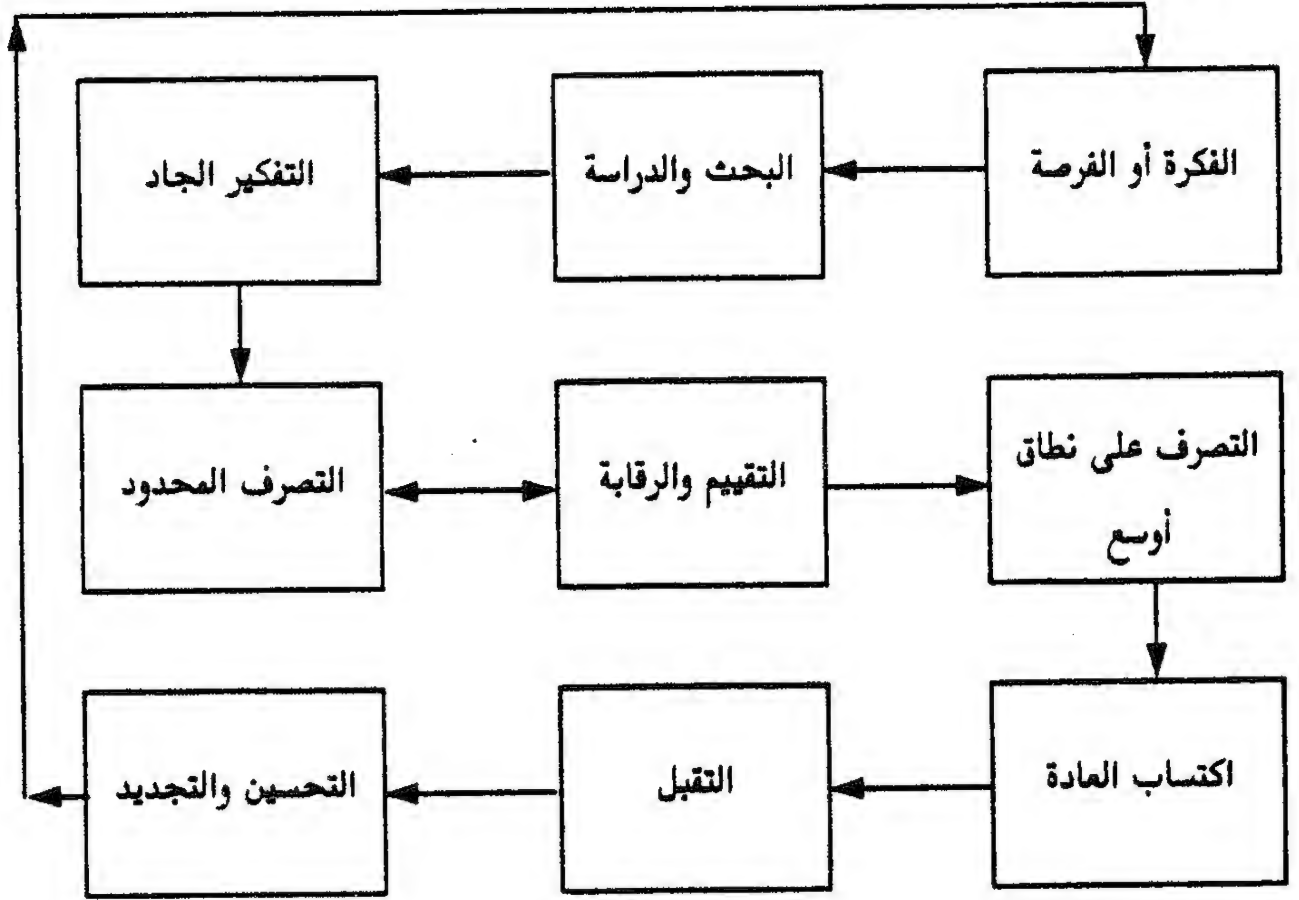 الفكرة أو الفرصة
البحث والدراسة
التفكير الجاد
التصرف المحدود
التقييم والرقابة
التصرف على نطاق
أوسع
اكتساب العادة
التقبل
التحسين والتجديد